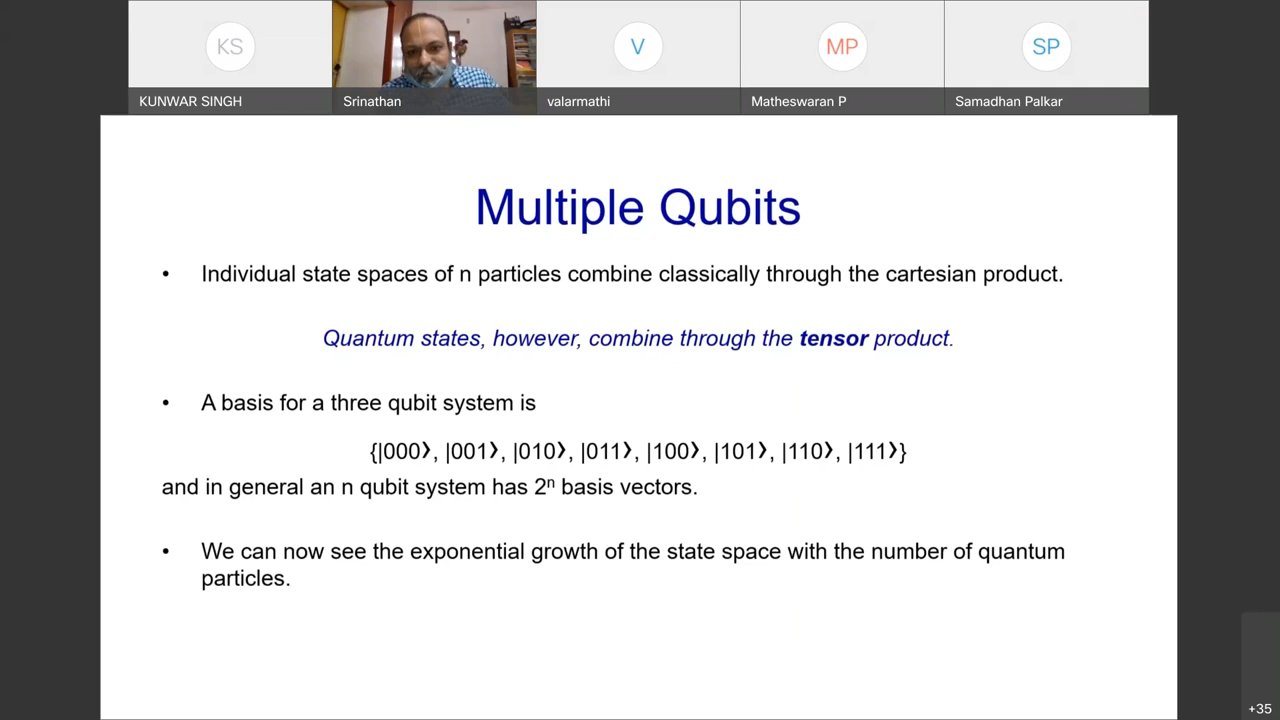 KS
V
MP
SP
KUNWAR SINGH
Srinathan
valarmathi
Matheswaran P
Samadhan Palkar
Multiple Qubits
• Individual state spaces of n particles combine classically through the cartesian product.
Quantum states, however, combine through the tensor product.
• A basis for a three qubit system is
{|000❭, |001❭, |010❭, |011❭, |100❭, |101❭, |110❭, |111❭}
and in general an n qubit system has 2ⁿ basis vectors.
• We can now see the exponential growth of the state space with the number of quantum
particles.
+35